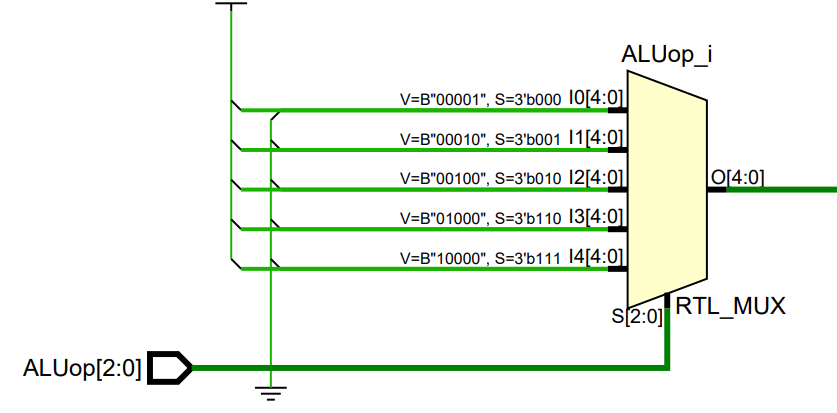 ALUop_i
V=B"00001", S=3'b000 I0[4:0]
V=B"00010", S=3'b001 I1[4:0]
V=B"00100", S=3'b010 I2[4:0]
O[4:0]
V=B"01000", S=3'b110 I3[4:0]
V=B"10000", S=3'b111 I4[4:0]
RTL_MUX
S[2:0]
ALUop[2:0]